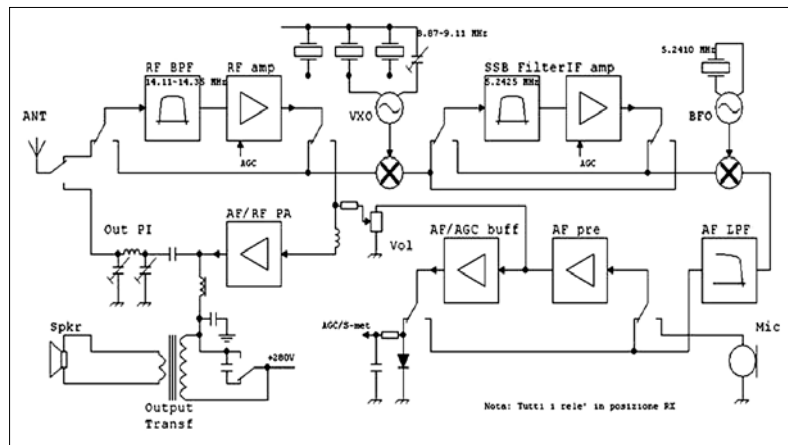 8.87-9.11 MHz
RF BPF
RF amp
14.11-14.35 MHz
SSB Filter
IF amp
5.2425 MHz
5.2410 MHz
ANT
VXO
BFO
AGC
AGC
Out PI
AF/RF PA
Vol
AF/AGC buff
AF pre
AF LPF
AGC/S-met
Spkr
+280V
Mic
Output
Transf
Nota: Tutti i rele' in posizione RX